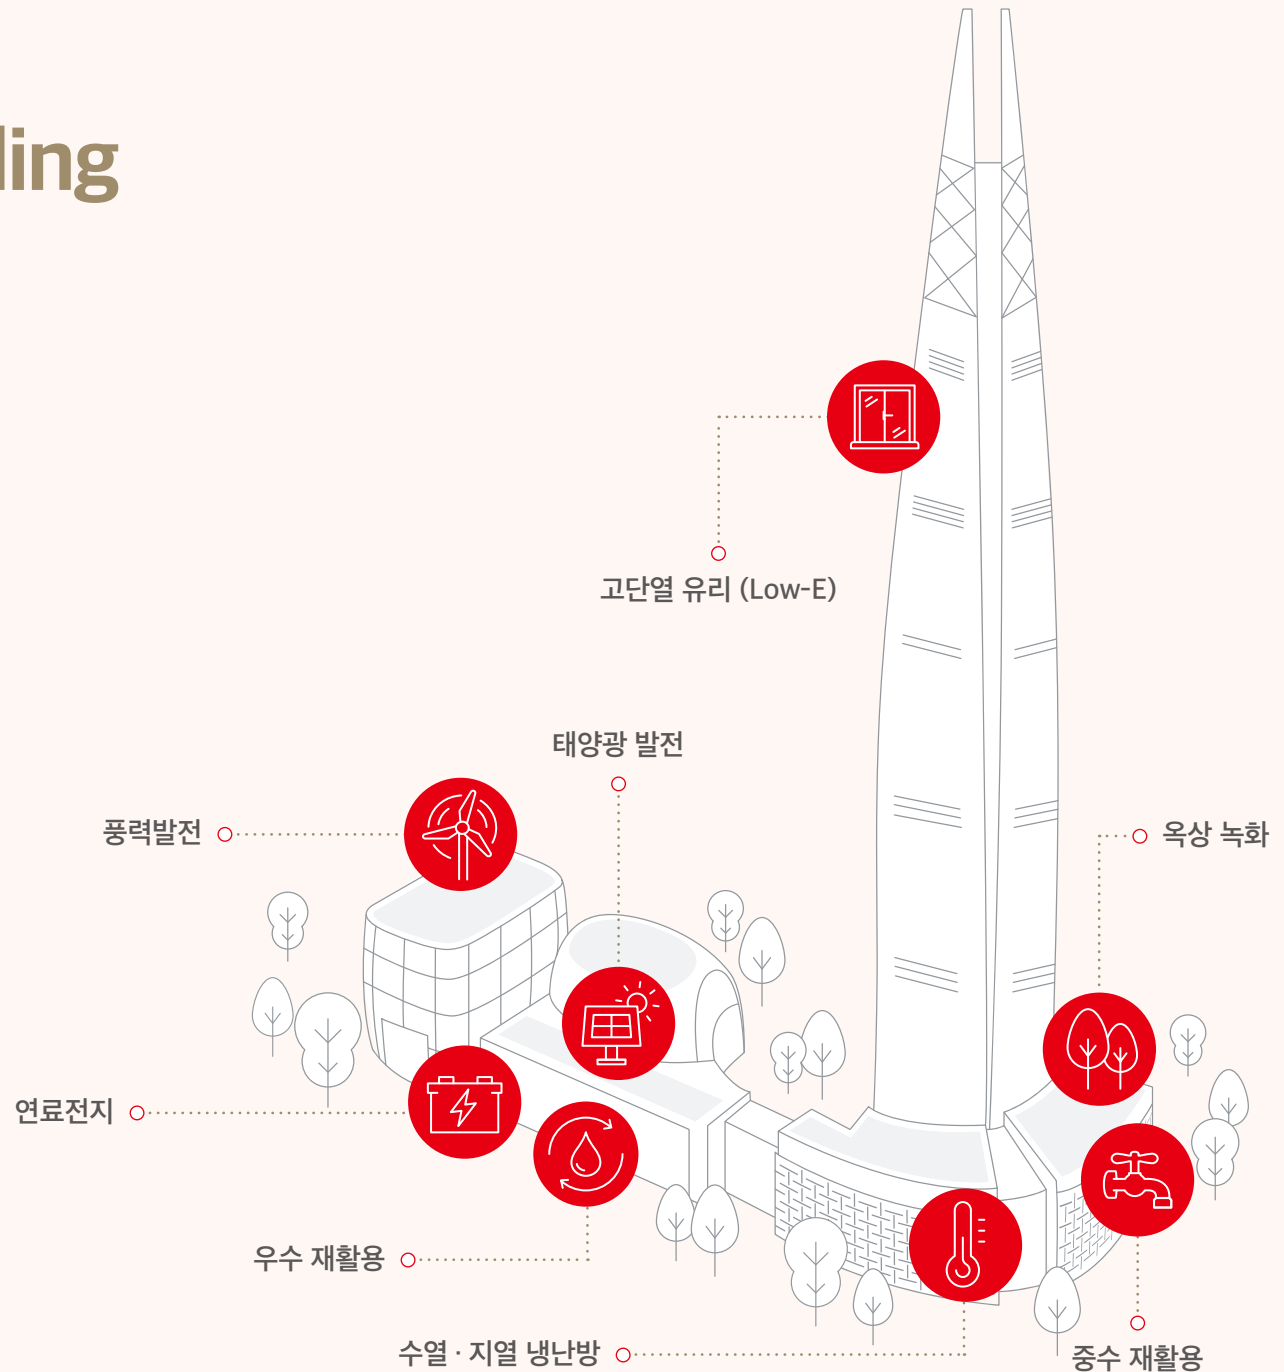 ding
고단열 유리 (Low-E)
태양광 발전
풍력발전
옥상 녹화
연료전지
우수 재활용
수열 · 지열 냉난방
중수 재활용